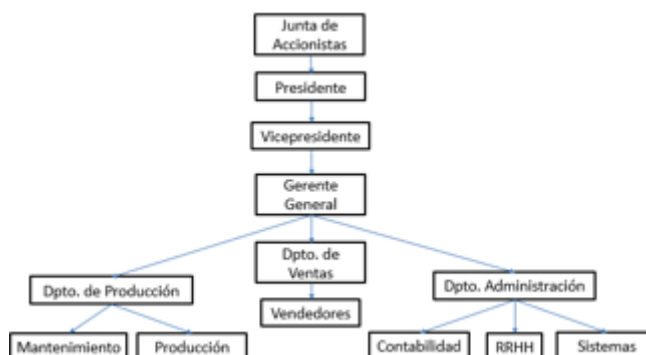 Junta de
Accionistas
Presidente
Vicepresidente
Gerente
General
Dpto. de
Ventas
Dpto. de Producción
Dpto. Administración
Vendedores
Mantenimiento
Producción
Contabilidad
RRHH
Sistemas